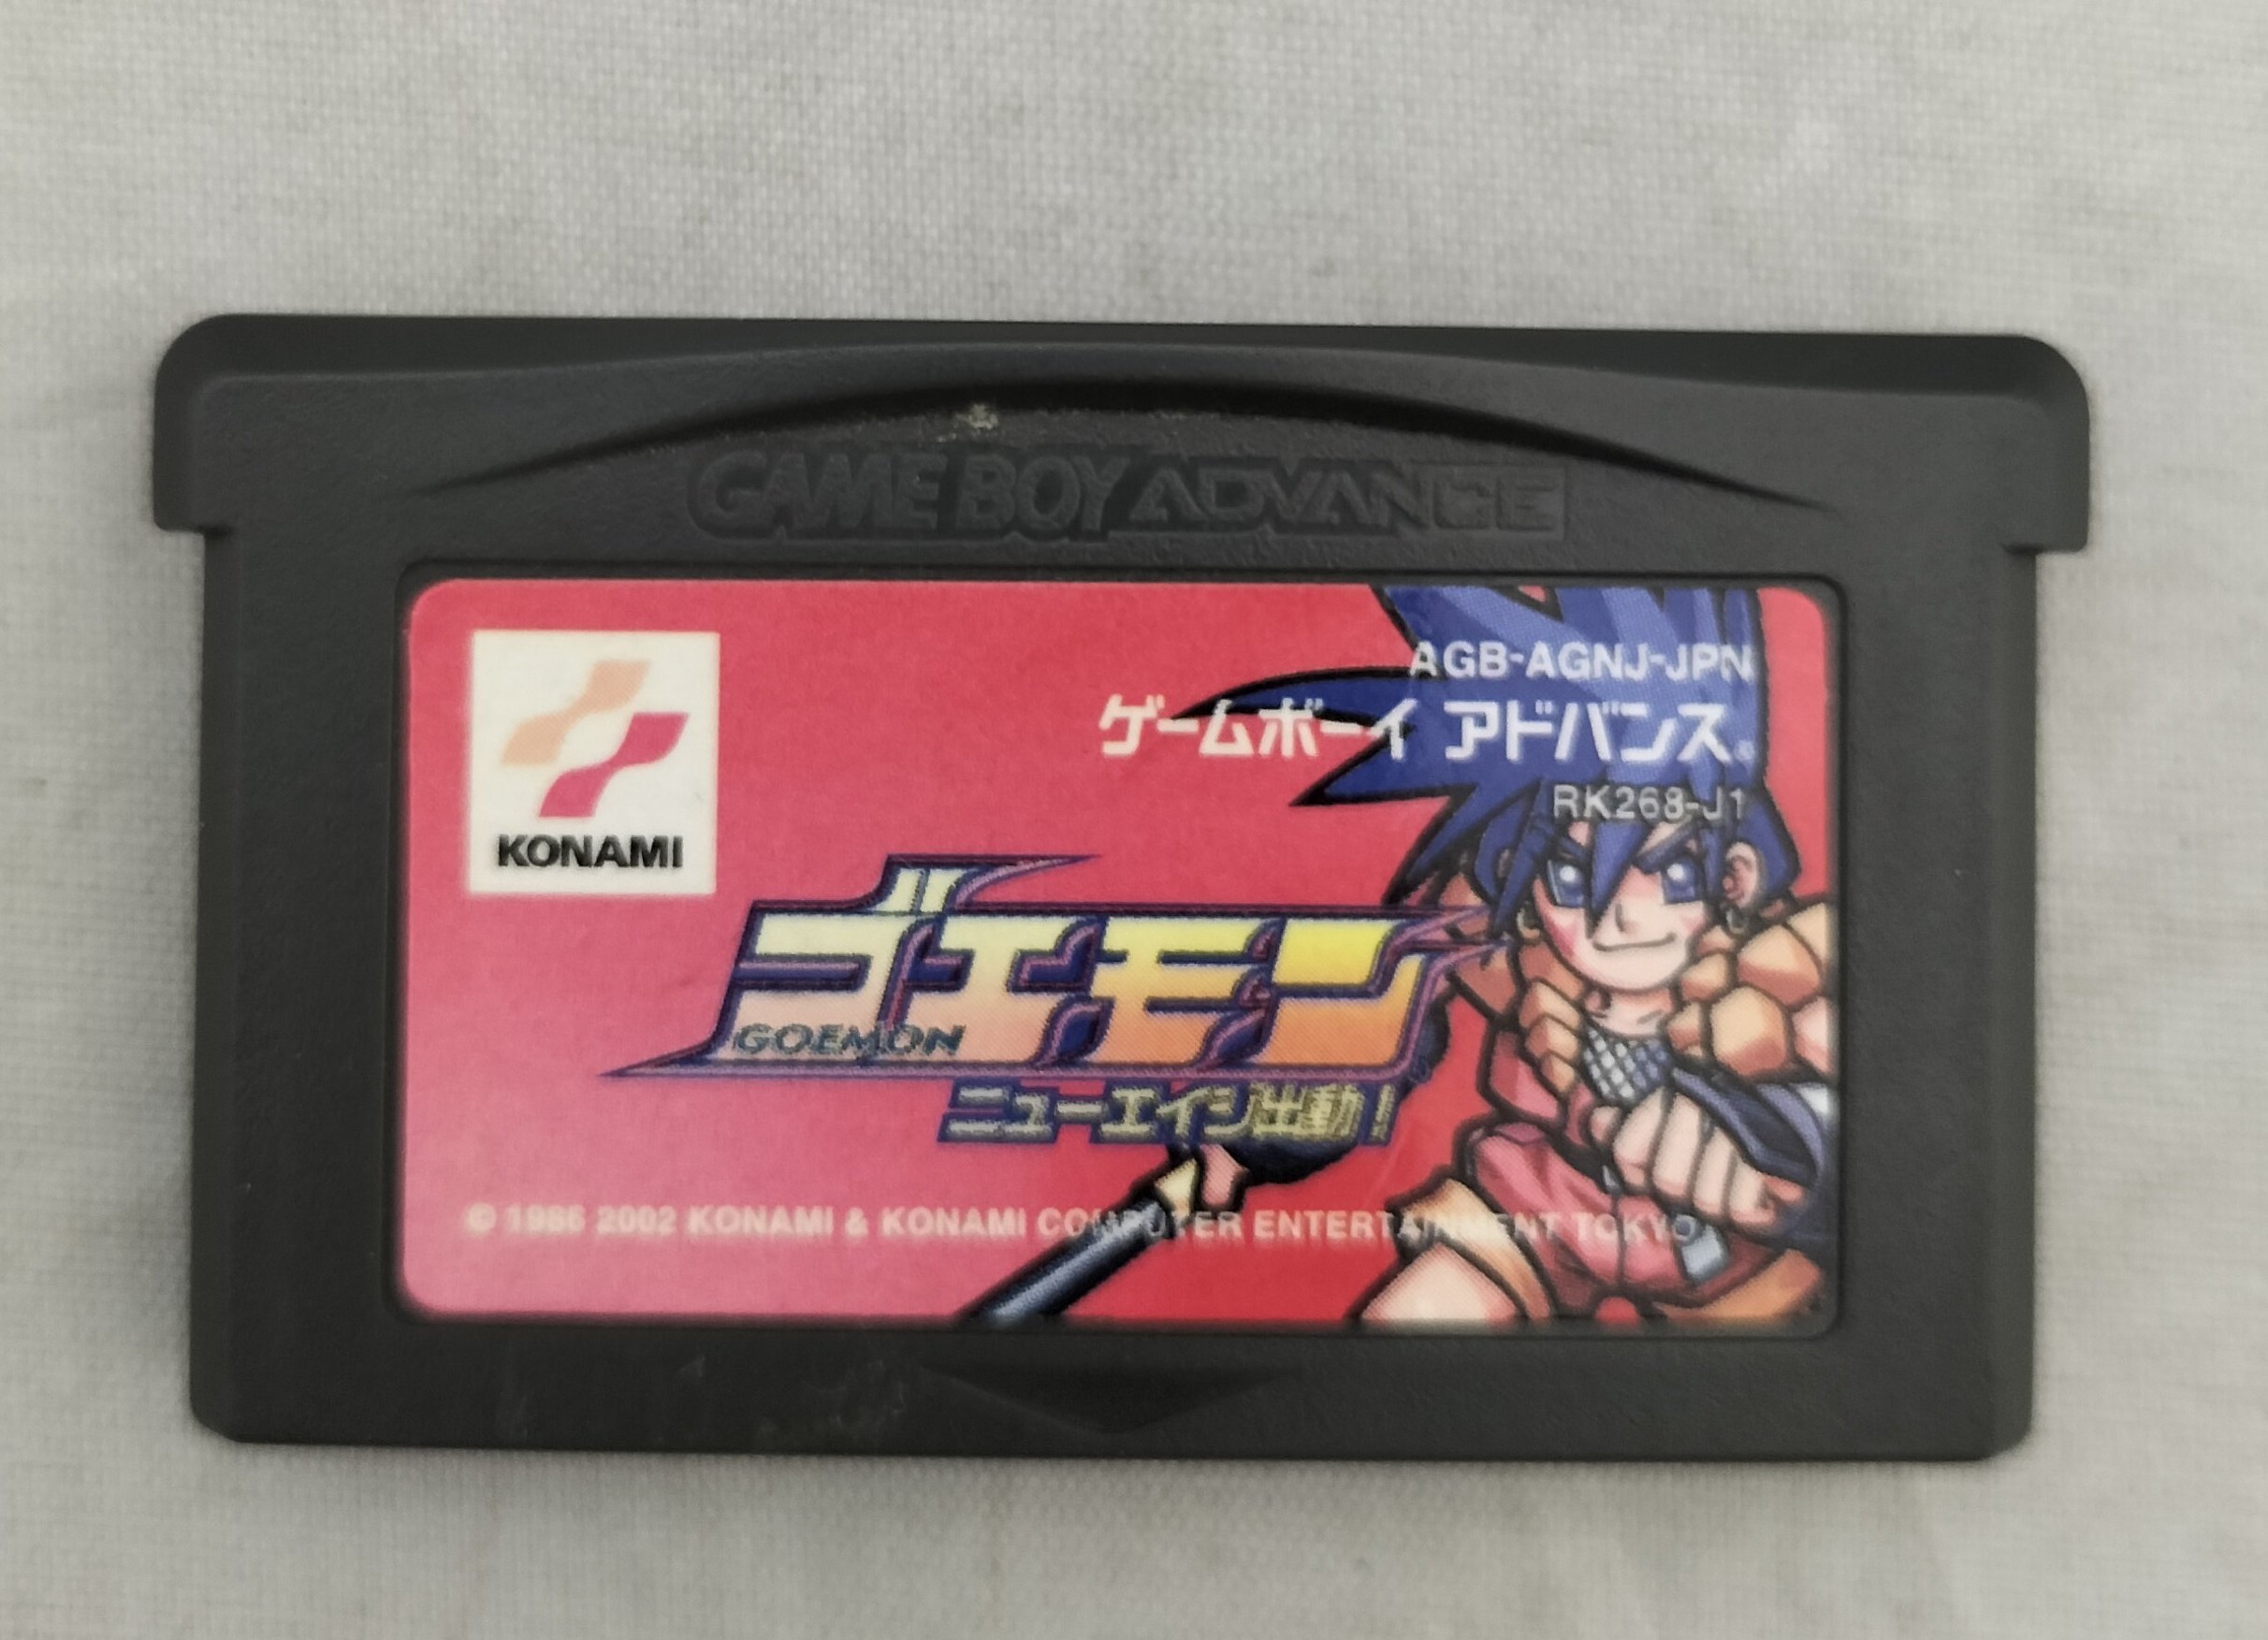 GAME BOY ADVANCE
AGB-AGNJ-JPN
ゲームボーイ アドバンス
RK268-J1
KONAMI
ゴエモン
GOEMON
ニューエイジ出動!
© 1986 2002 KONAMI & KONAMI COMPUTER ENTERTAINMENT TOKYO